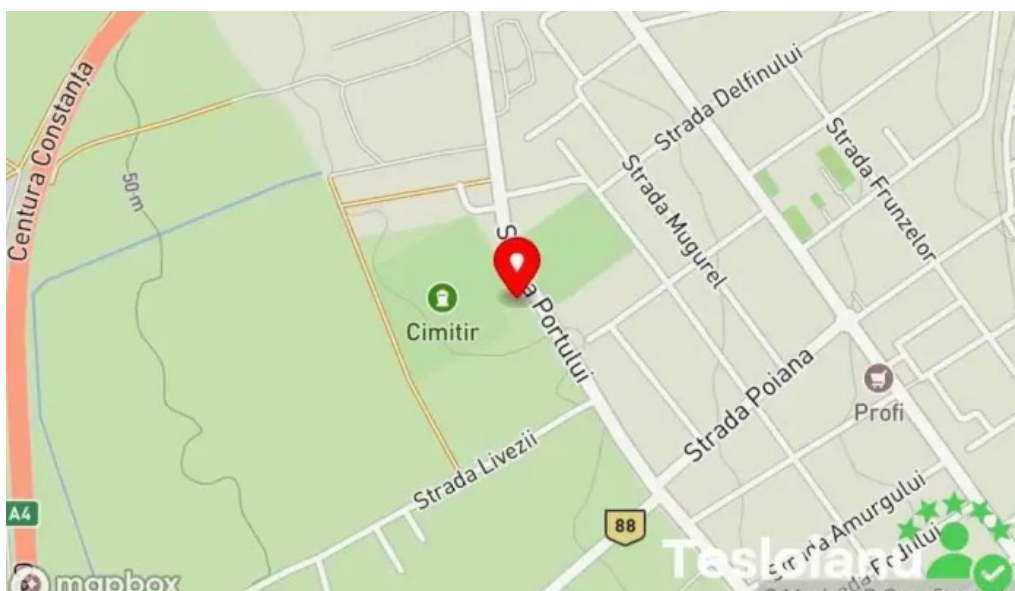 Centura Constanța
50 m
Strada Delfinului
Strada Frunzelor
Strada Mugurel
Portului
Cimitir
Strada Poiana
Profi
Strada Livezii
88
A4
Strada Amurgului
Tesloianu
mapbox